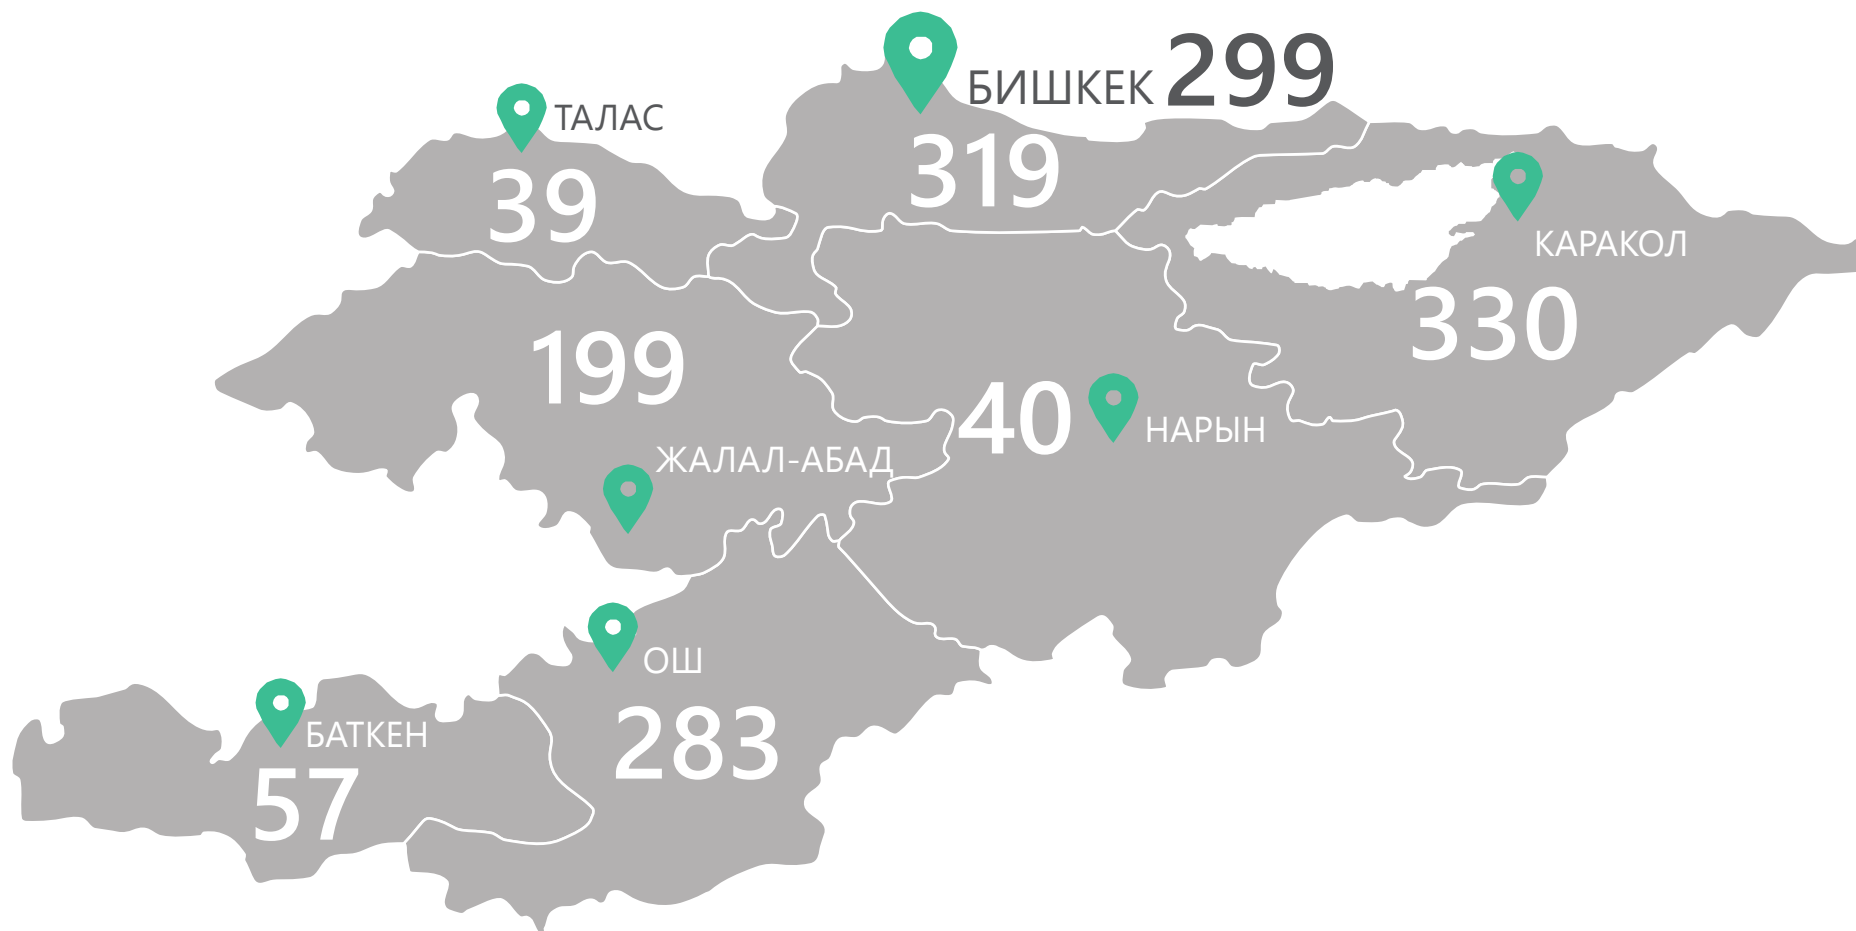 БИШКЕК 299
ТАЛАС
319
39
КАРАКОЛ
330
199
40 НАРЫН
ЖАЛАЛ-АБАД
ОШ
283
БАТКЕН
57